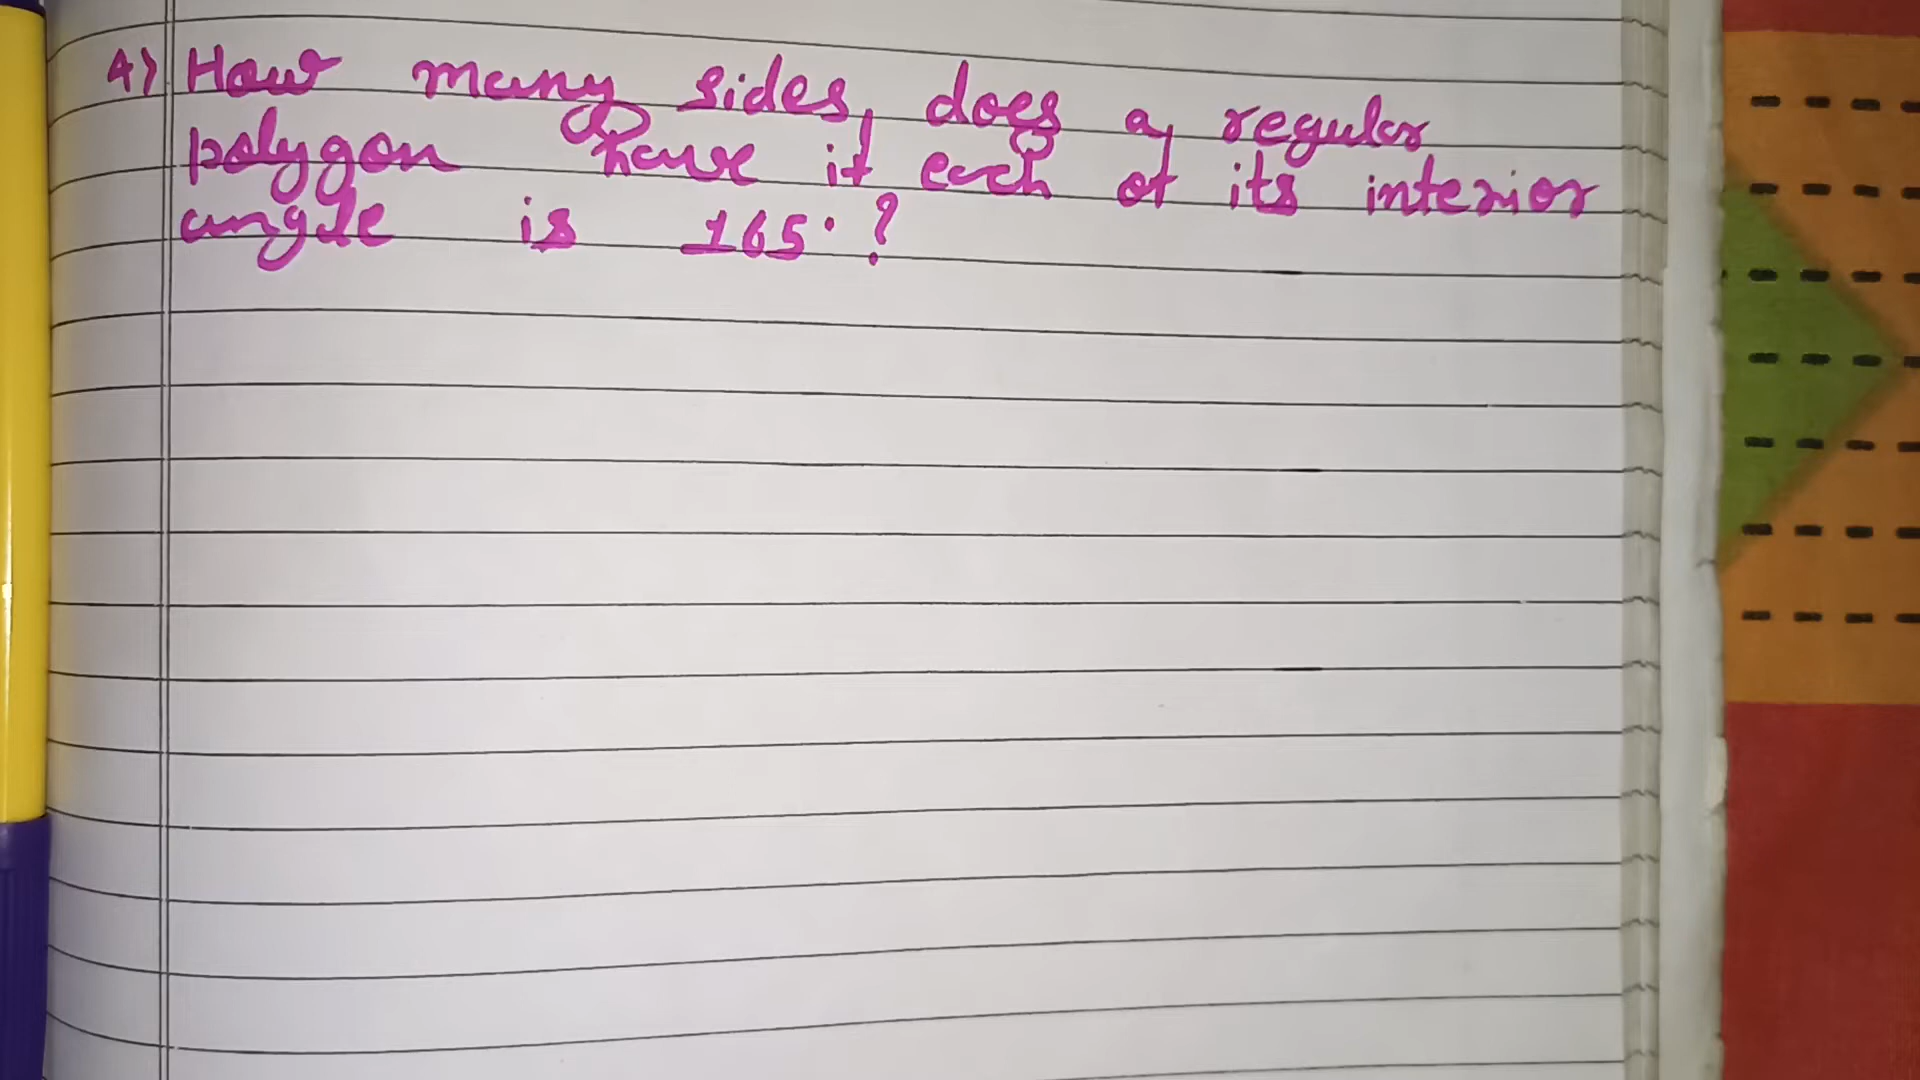 4) How many sides, does a regular
polygon have if each of its interior
angle is 165°?